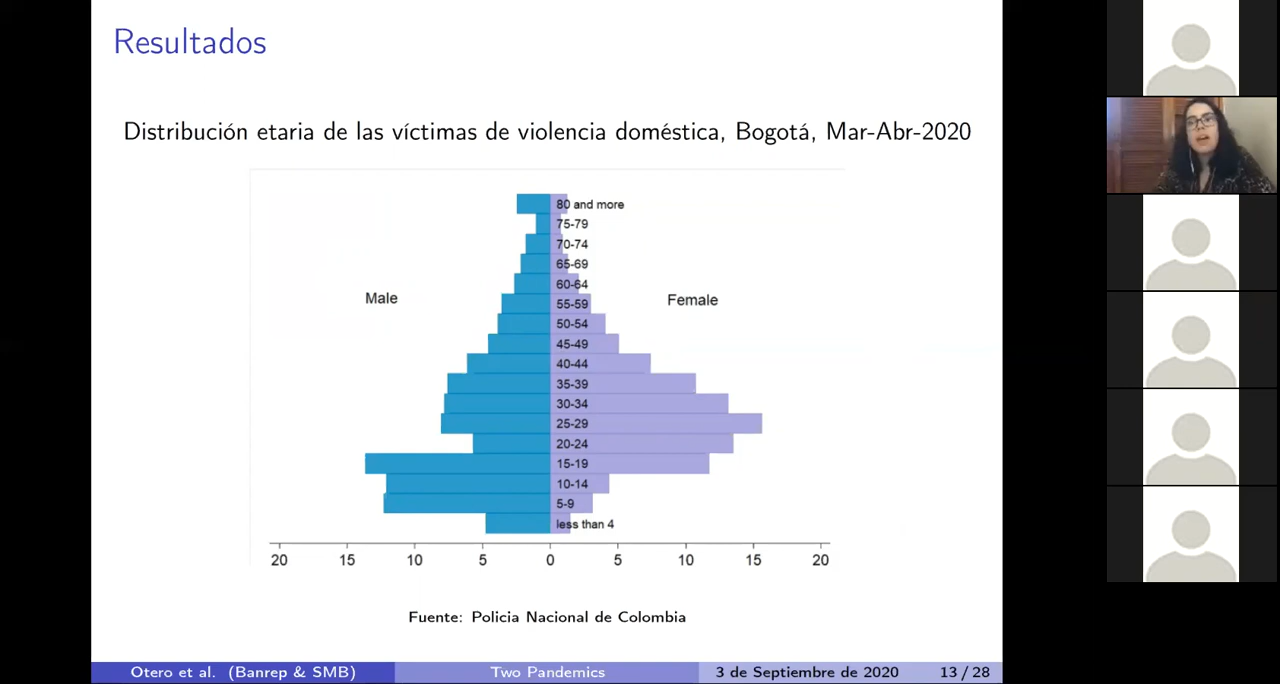 Resultados
Distribución etaria de las víctimas de violencia doméstica, Bogotá, Mar-Abr-2020
80 and more
75-79
70-74
65-69
60-64
Male
Female
55-59
50-54
45-49
40-44
35-39
30-34
25-29
20-24
15-19
10-14
5-9
less than 4
20 15 10 5 0 5 10 15 20
Fuente: Policia Nacional de Colombia
Otero et al. (Banrep & SMB) Two Pandemics 3 de Septiembre de 2020 13 / 28